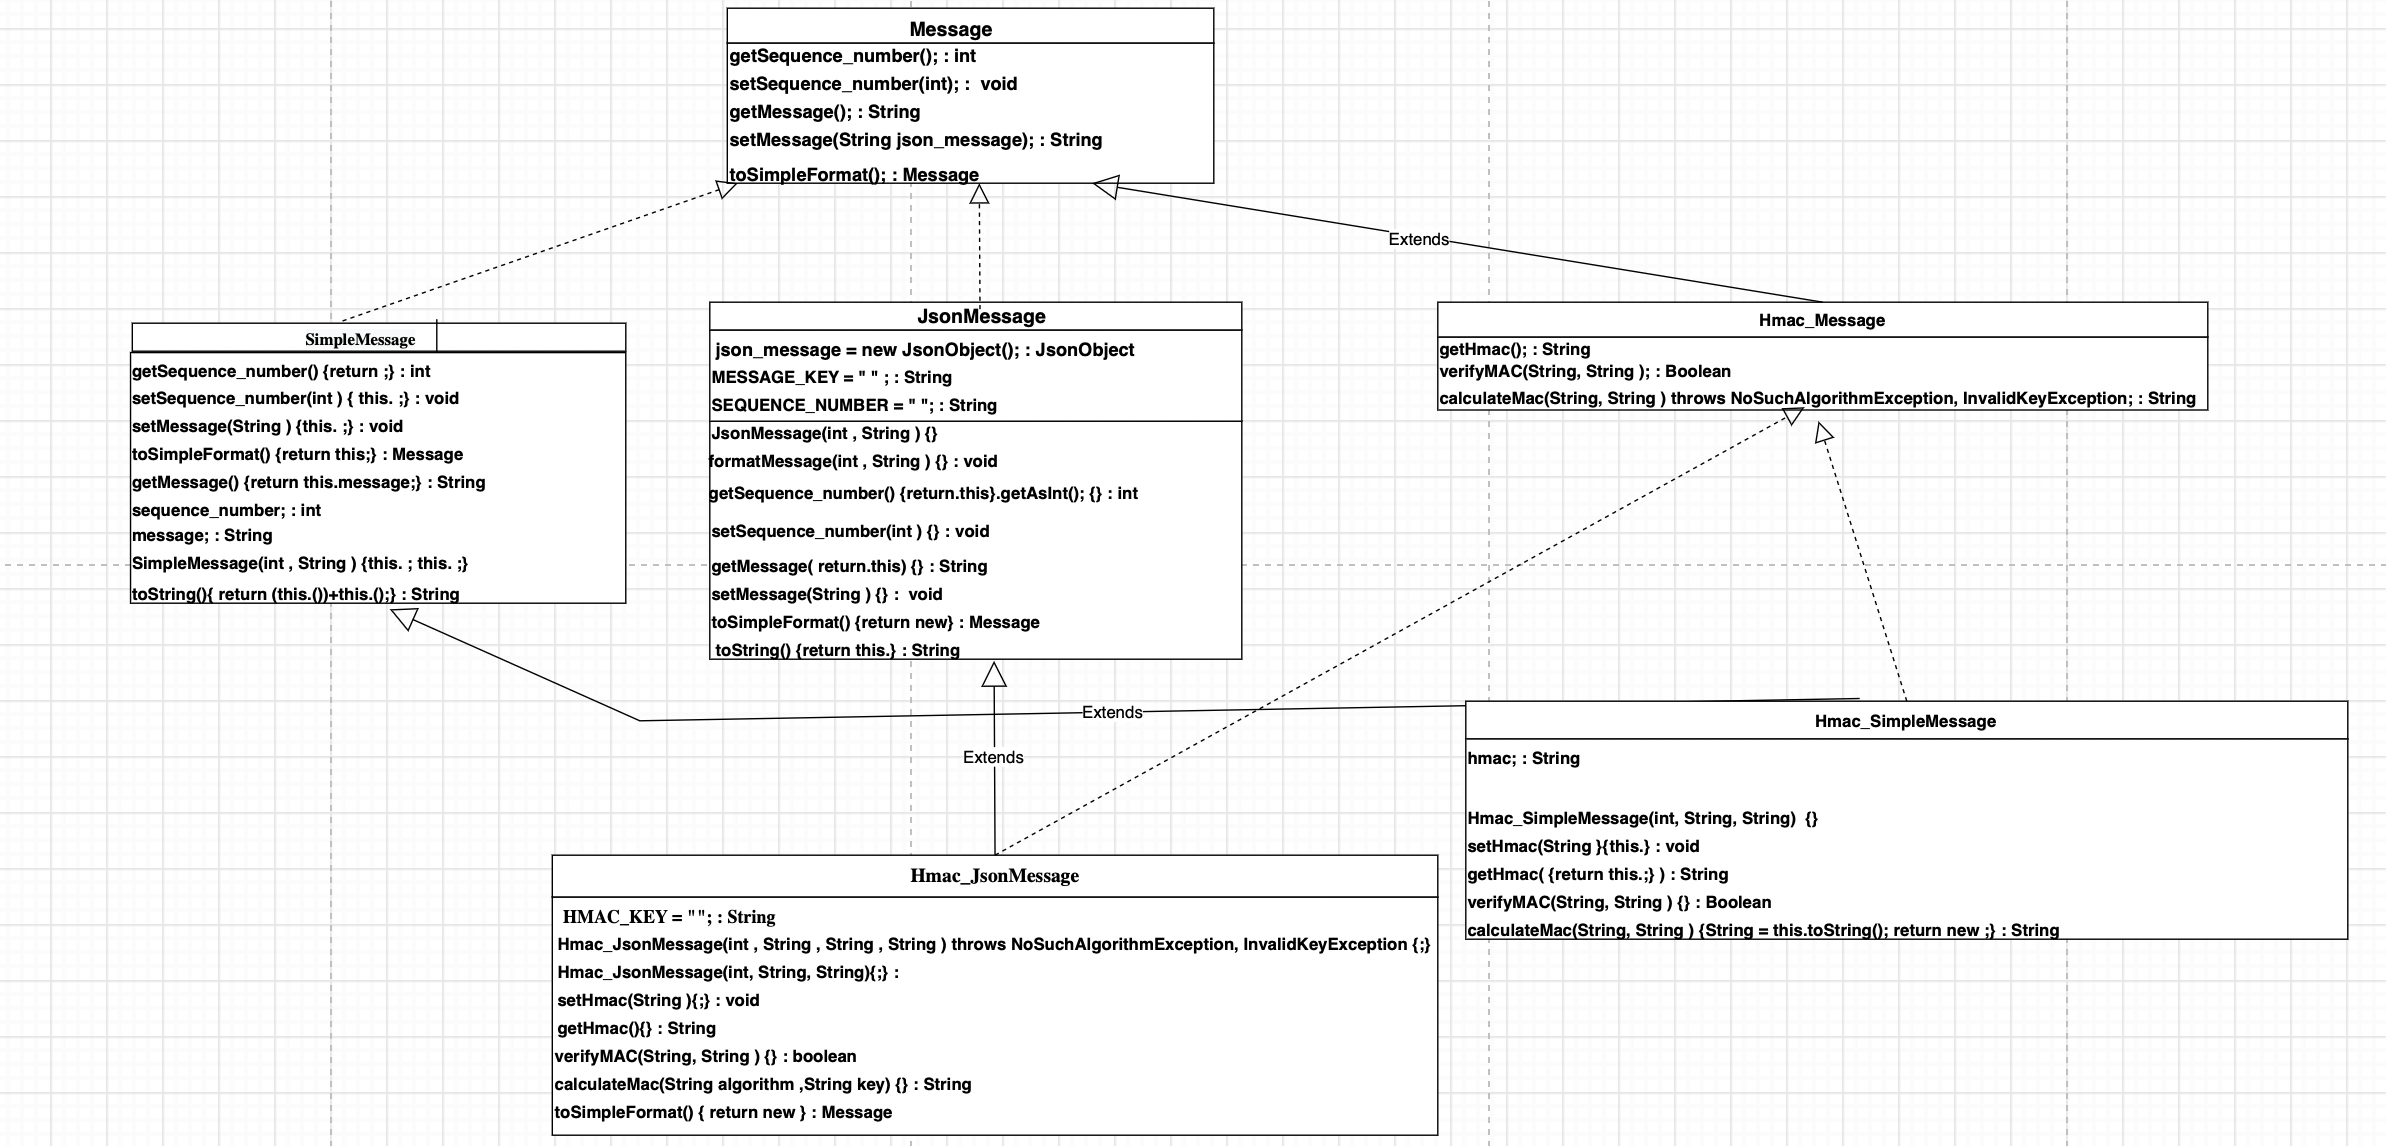 Message
getSequence_number(); : int
setSequence_number(int); :  void
getMessage(); : String
setMessage(String json_message); : String
toSimpleFormat(); : Message
Extends
SimpleMessage
getSequence_number() {return ;} : int
setSequence_number(int ) { this. ;} : void
setMessage(String ) {this. ;} : void
toSimpleFormat() {return this;} : Message
getMessage() {return this.message;} : String
sequence_number; : int
message; : String
SimpleMessage(int , String ) {this. ; this. ;}
toString(){ return (this.())+this.();} : String
JsonMessage
json_message = new JsonObject(); : JsonObject
MESSAGE_KEY = " " ; : String
SEQUENCE_NUMBER = " "; : String
JsonMessage(int , String ) {}
formatMessage(int , String ) {} : void
getSequence_number() {return.this}.getAsInt(); {} : int
setSequence_number(int ) {} : void
getMessage( return.this) {} : String
setMessage(String ) {} :  void
toSimpleFormat() {return new} : Message
toString() {return this.} : String
Hmac_Message
getHmac(); : String
verifyMAC(String, String ); : Boolean
calculateMac(String, String ) throws NoSuchAlgorithmException, InvalidKeyException; : String
Extends
Extends
Hmac_SimpleMessage
hmac; : String
Hmac_SimpleMessage(int, String, String)  {}
setHmac(String }{this.} : void
getHmac( {return this.;} ) : String
verifyMAC(String, String ) {} : Boolean
calculateMac(String, String ) {String = this.toString(); return new ;} : String
Hmac_JsonMessage
HMAC_KEY = ""; : String
Hmac_JsonMessage(int , String , String , String ) throws NoSuchAlgorithmException, InvalidKeyException {;}
Hmac_JsonMessage(int, String, String){;} :
setHmac(String ){;} : void
getHmac(){} : String
verifyMAC(String, String ) {} : boolean
calculateMac(String algorithm ,String key) {} : String
toSimpleFormat() { return new } : Message